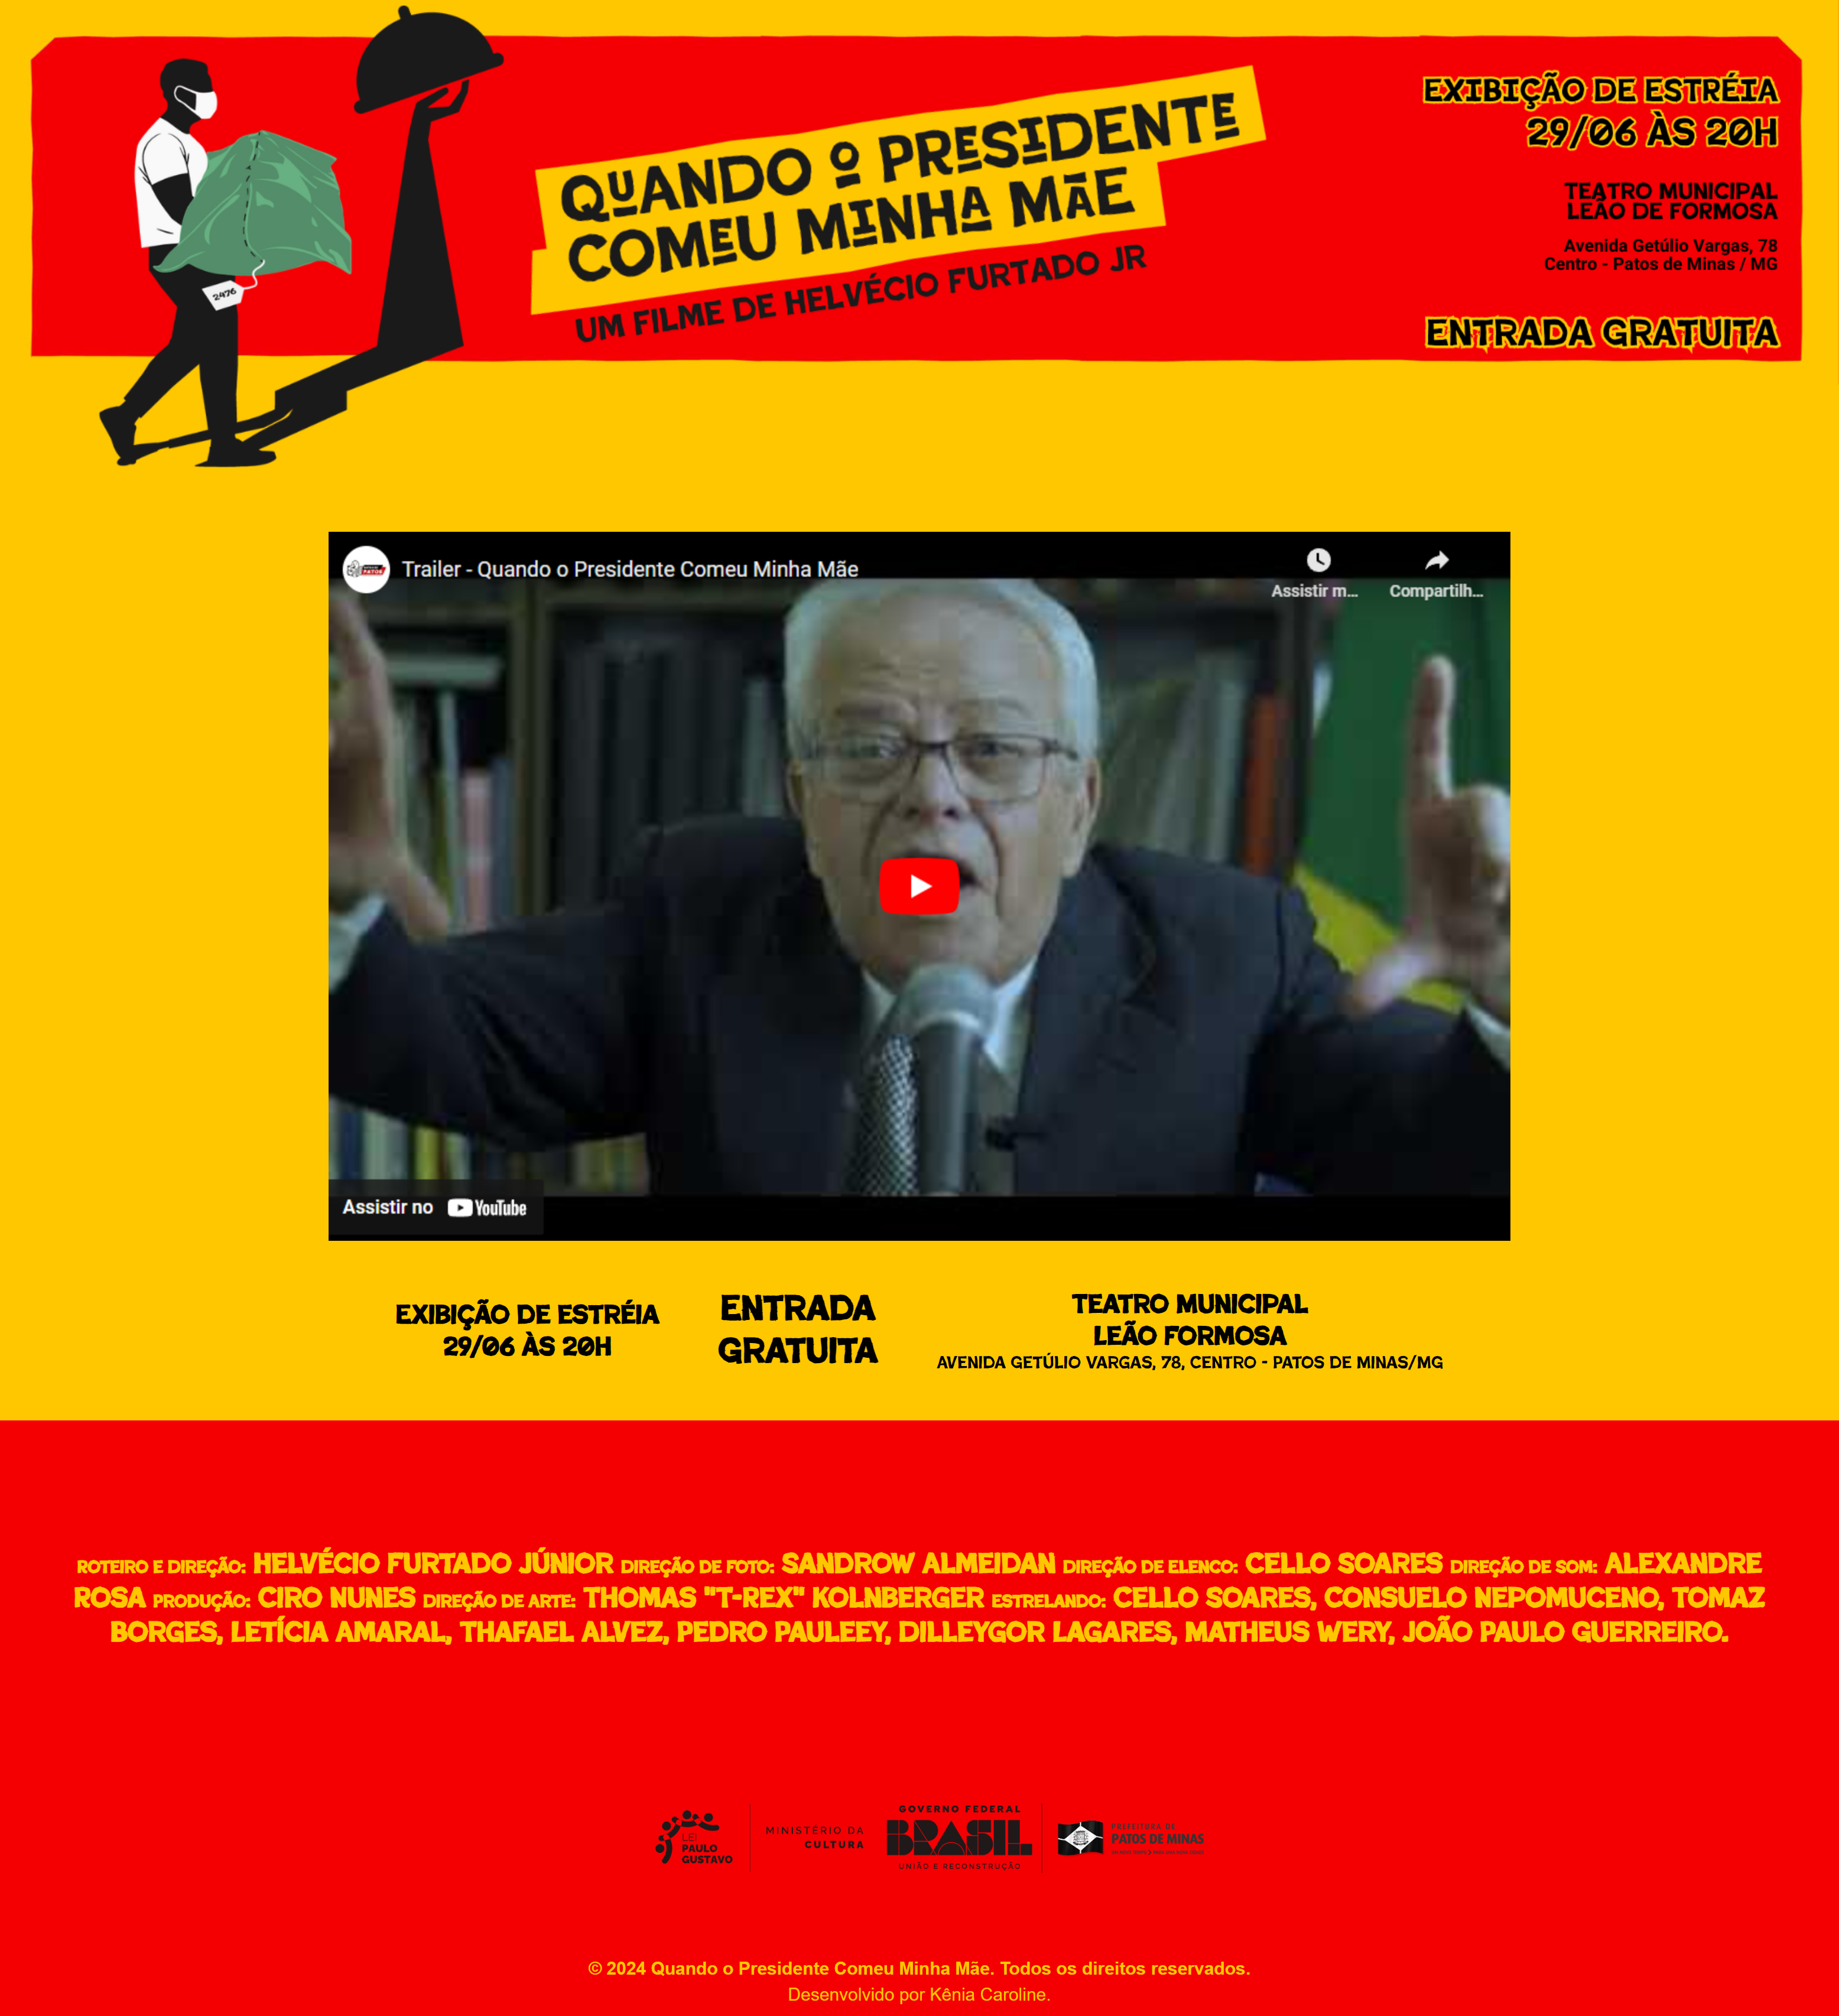 QUANDO O PRESIDENTE
COMEU MINHA MÃE
UM FILME DE HELVÉCIO FURTADO JR
2476
EXIBIÇÃO DE ESTRÉIA
29/06 ÀS 20H
TEATRO MUNICIPAL
LEÃO DE FORMOSA
Avenida Getúlio Vargas, 78
Centro - Patos de Minas / MG
ENTRADA GRATUITA
Trailer - Quando o Presidente Comeu Minha Mãe
Assistir m...
Compartilh...
Assistir no YouTube
EXIBIÇÃO DE ESTRÉIA
29/06 ÀS 20H
ENTRADA
GRATUITA
TEATRO MUNICIPAL
LEÃO FORMOSA
AVENIDA GETÚLIO VARGAS, 78, CENTRO - PATOS DE MINAS/MG
ROTEIRO E DIREÇÃO: HELVÉCIO FURTADO JÚNIOR DIREÇÃO DE FOTO: SANDROW ALMEIDAN DIREÇÃO DE ELENCO: CELLO SOARES DIREÇÃO DE SOM: ALEXANDRE
ROSA PRODUÇÃO: CIRO NUNES DIREÇÃO DE ARTE: THOMAS "T-REX" KOLNBERGER ESTRELANDO: CELLO SOARES, CONSUELO NEPOMUCENO, TOMAZ
BORGES, LETÍCIA AMARAL, THAFAEL ALVEZ, PEDRO PAULEEY, DILLEYGOR LAGARES, MATHEUS WERY, JOÃO PAULO GUERREIRO.
LEI
PAULO
GUSTAVO
MINISTÉRIO DA
CULTURA
GOVERNO FEDERAL
BRASIL
UNIÃO E RECONSTRUÇÃO
PREFEITURA DE
PATOS DE MINAS
© 2024 Quando o Presidente Comeu Minha Mãe. Todos os direitos reservados.
Desenvolvido por Kênia Caroline.